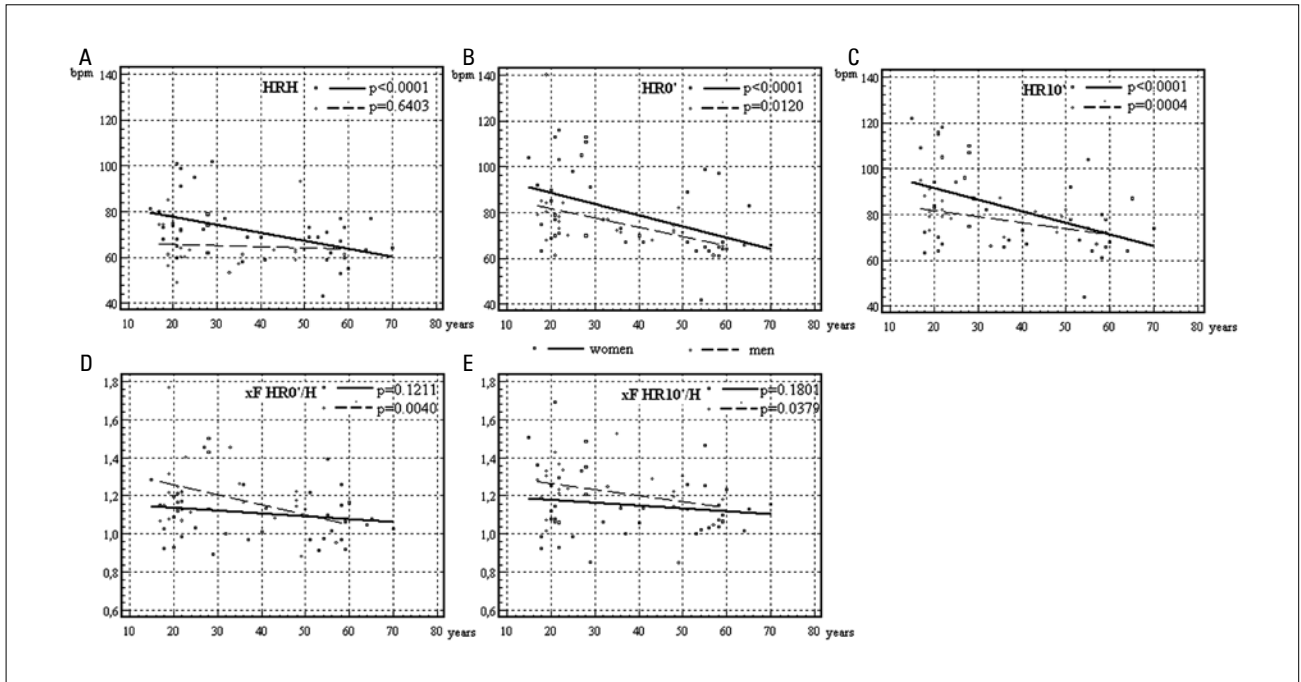 A
bpm
140
120
100
80
60
40
HRH
p<0.0001
p=0.6403
10 20 30 40 50 60 70 80 years
B
bpm
140
120
100
80
60
40
HR0'
p<0.0001
p=0.0120
10 20 30 40 50 60 70 80 years
C
bpm
140
120
100
80
60
40
HR10'
p<0.0001
p=0.0004
10 20 30 40 50 60 70 80 years
women men
D
1,8
1,6
1,4
1,2
1,0
0,8
0,6
xF HR0'/H
p=0.1211
p=0.0040
10 20 30 40 50 60 70 80 years
E
1,8
1,6
1,4
1,2
1,0
0,8
0,6
xF HR10'/H
p=0.1801
p=0.0379
10 20 30 40 50 60 70 80 years